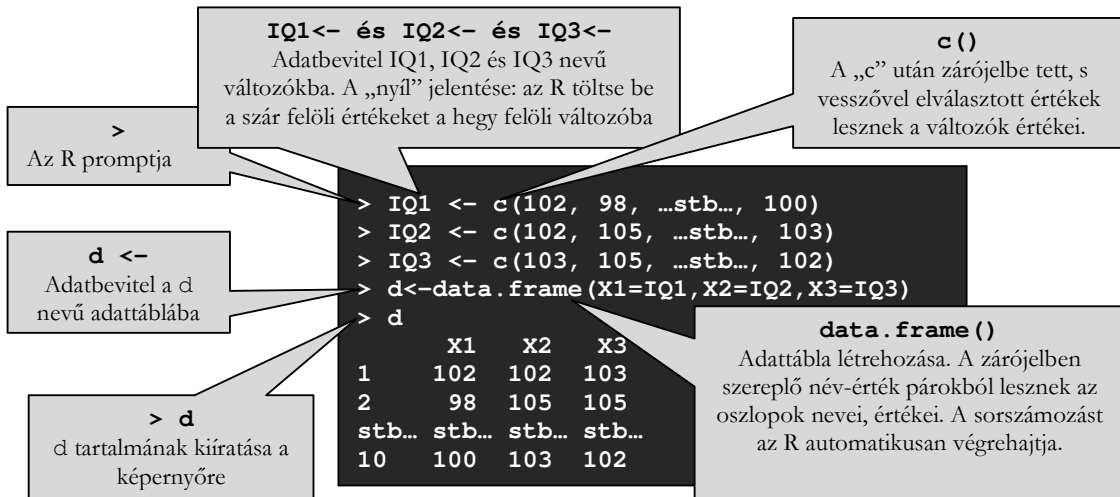 IQ1<- és IQ2<- és IQ3<-
Adatbevitel IQ1, IQ2 és IQ3 nevű
változókba. A „nyíl” jelentése: az R töltse be
a szár felöli értékeket a hegy felöli változóba
c()
A „c” után zárójelbe tett, s
vesszővel elválasztott értékek
lesznek a változók értékei.
>
Az R promptja
> IQ1 <- c(102, 98, …stb…, 100)
> IQ2 <- c(102, 105, …stb…, 103)
> IQ3 <- c(103, 105, …stb…, 102)
> d<-data.frame(X1=IQ1,X2=IQ2,X3=IQ3)
> d
X1 X2 X3
1 102 102 103
2 98 105 105
stb… stb… stb… stb…
10 100 103 102
d <-
Adatbevitel a d
nevű adattáblába
> d
d tartalmának kiíratása a
képernyőre
data.frame()
Adattábla létrehozása. A zárójelben
szereplő név-érték párokból lesznek az
oszlopok nevei, értékei. A sorszámozást
az R automatikusan végrehajtja.